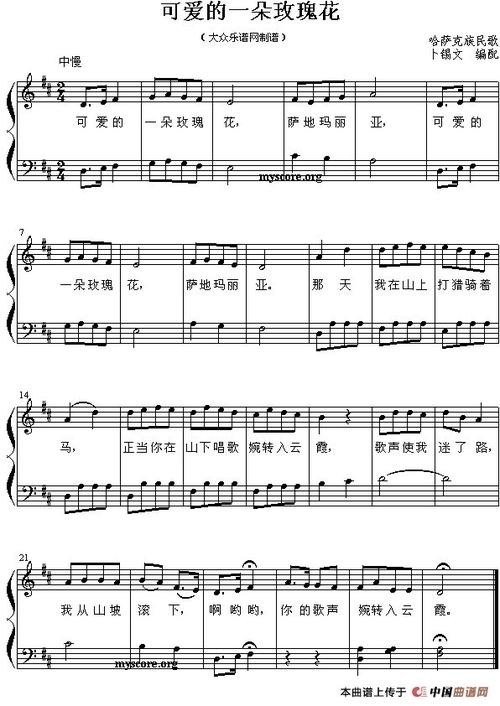 可爱的一朵玫瑰花
（大众乐谱网制谱）
哈萨克族民歌
卜锡文 编配
中慢
2/4
可 爱 的 一 朵 玫 瑰 花， 萨 地 玛 丽 亚， 可 爱 的
2/4
myscore.org
7
一朵玫瑰 花， 萨地玛丽 亚。 那 天 我在山上 打猎骑着
14
马， 正当你在 山下唱歌 婉转入云 霞， 歌声使我 迷了路，
21
我从山坡 滚 下， 啊 哟哟， 你的歌声 婉转入云 霞。
myscore.org
本曲谱上传于 中国曲谱网